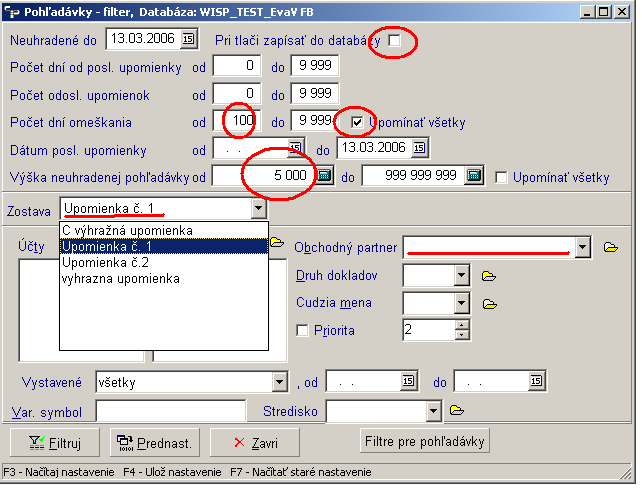 Pohľadávky - filter, Databáza: WISP_TEST_EvaV FB
Neuhradené do 13.03.2006 15 Pri tlači zapísať do databázy
Počet dní od posl. upomienky od 0 do 9 999
Počet odosl. upomienok od 0 do 9 999
Počet dní omeškania od 100 do 9 999 Upomínať všetky
Dátum posl. upomienky od . . 15 do 13.03.2006 15
Výška neuhradenej pohľadávky od 5 000 do 999 999 999 Upomínať všetky
Zostava Upomienka č. 1
C výhražná upomienka
Upomienka č. 1
Upomienka č.2
vyhrazna upomienka
Účty
Obchodný partner
Druh dokladov
Cudzia mena
Priorita 2
Vystavené všetky , od . . 15 do . . 15
Var. symbol Stredisko
Filtruj Prednast. Zavri Filtre pre pohľadávky
F3 - Načítaj nastavenie F4 - Ulož nastavenie F7 - Načítať staré nastavenie